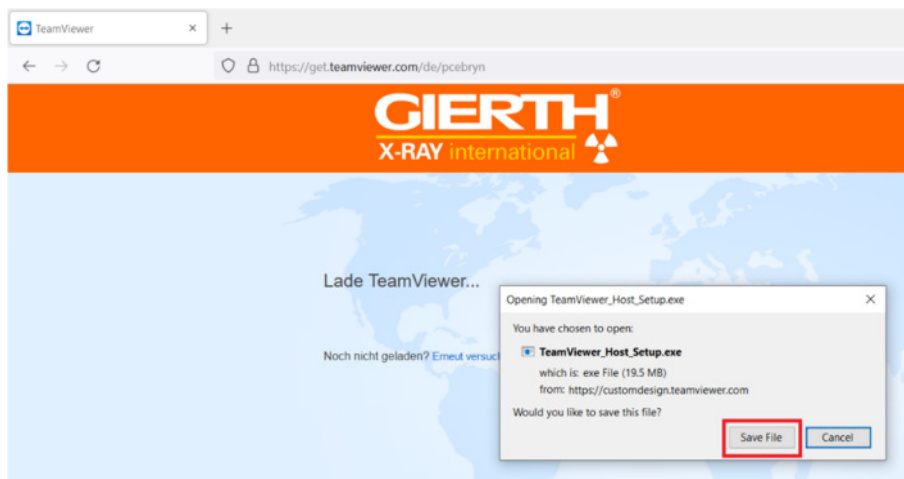 TeamViewer
https://get.teamviewer.com/de/pcebryn
GIERTH®
X-RAY international
Lade TeamViewer...
Noch nicht geladen? Erneut versuc
Opening TeamViewer_Host_Setup.exe
You have chosen to open:
TeamViewer_Host_Setup.exe
which is: exe File (19.5 MB)
from: https://customdesign.teamviewer.com
Would you like to save this file?
Save File Cancel